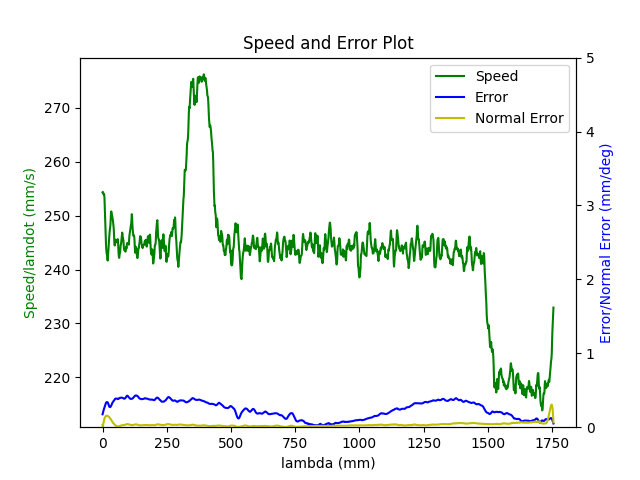 Speed and Error Plot
Speed
Error
Normal Error
Speed/lamdot (mm/s)
270
260
250
240
230
220
5
4
3
2
1
0
Error/Normal Error (mm/deg)
0 250 500 750 1000 1250 1500 1750
lambda (mm)